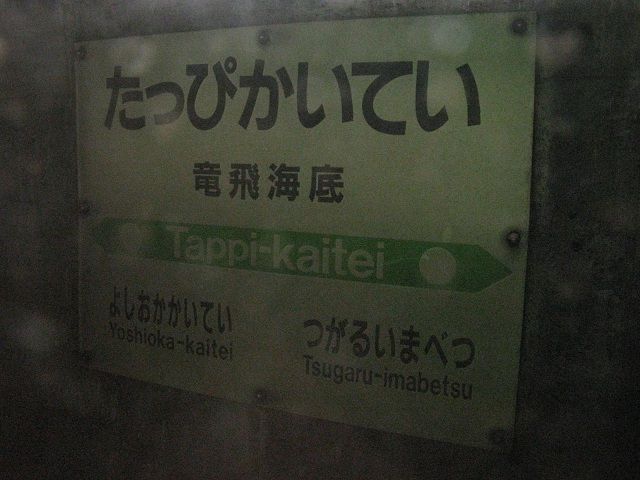 たっぴかいてい
竜飛海底
Tappi-kaitei
よしおかかいてい
Yoshioka-kaitei
つがるいまべつ
Tsugaru-imabetsu